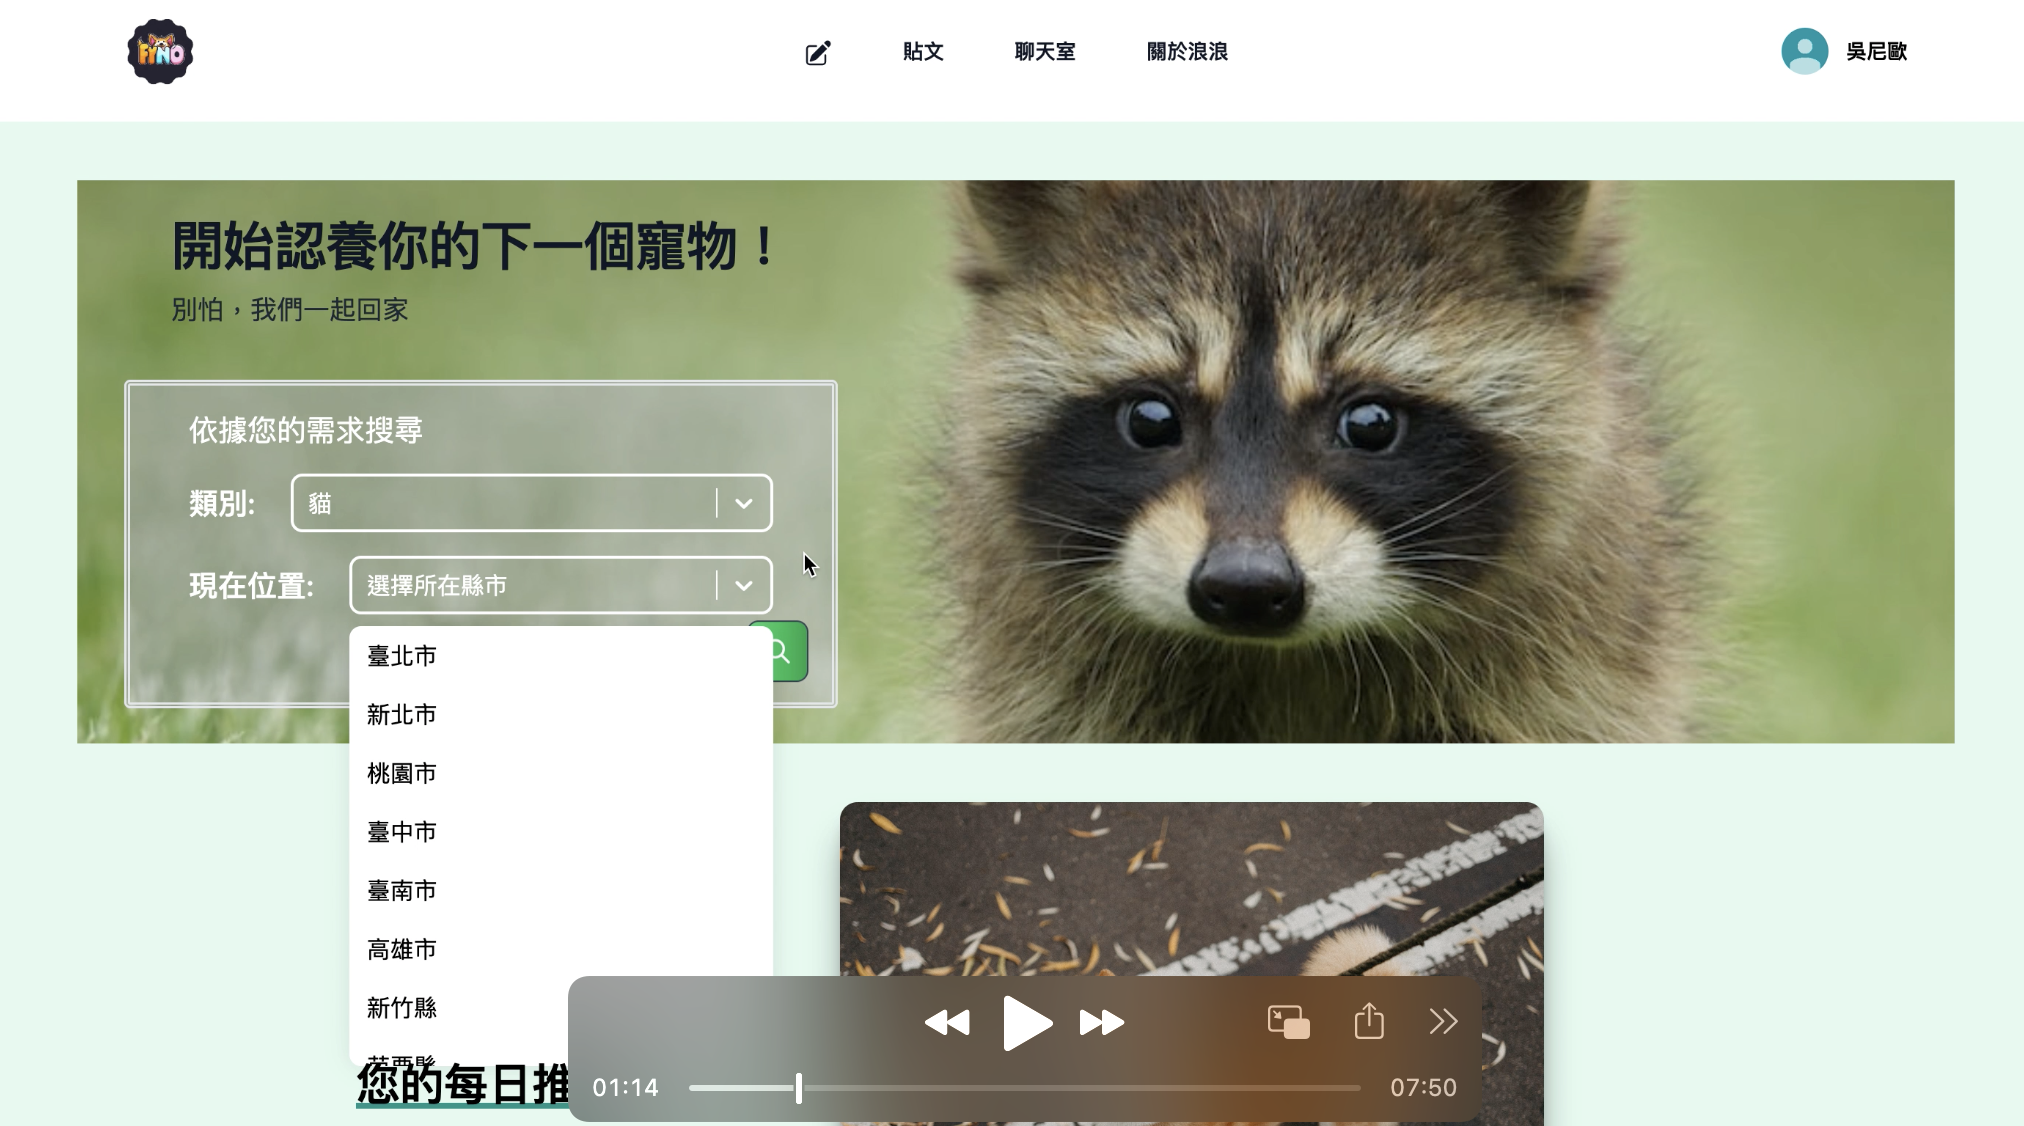 FYNO
貼文
聊天室
關於浪浪
吳尼歐
開始認養你的下一個寵物！
別怕，我們一起回家
依據您的需求搜尋
類別:
貓
現在位置:
選擇所在縣市
臺北市
新北市
桃園市
臺中市
臺南市
高雄市
新竹縣
苗栗縣
您的每日推
01:14
07:50